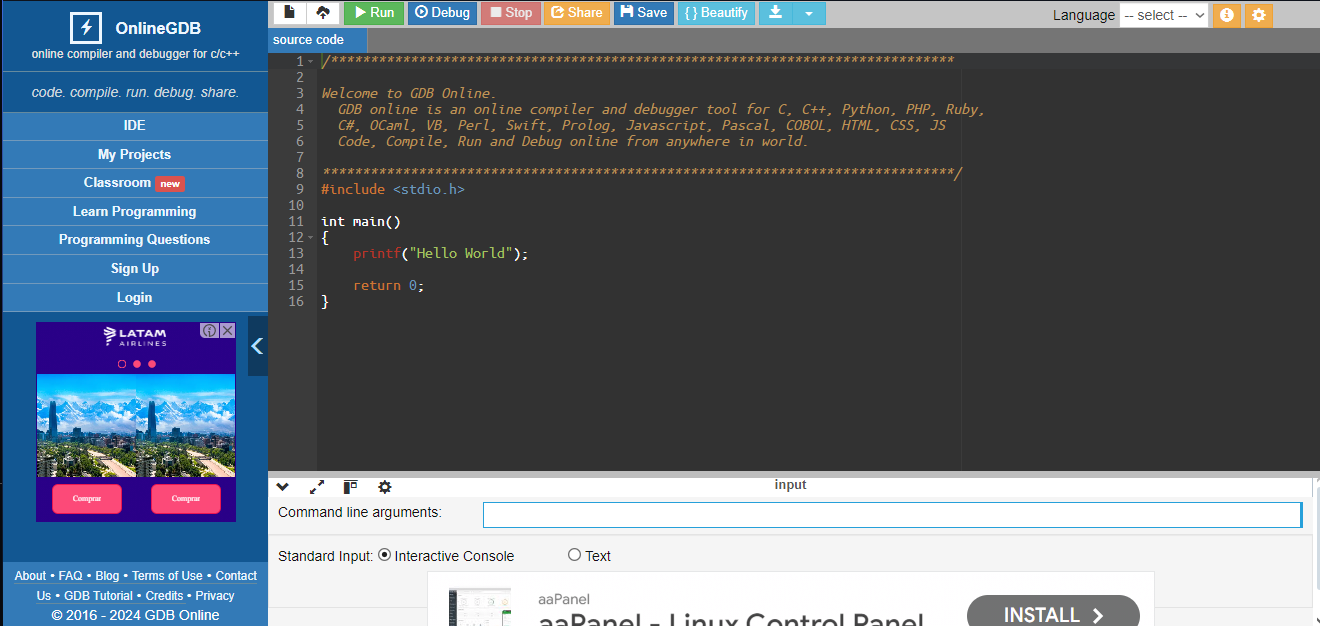 OnlineGDB
online compiler and debugger for c/c++
code. compile. run. debug. share.
IDE
My Projects
Classroom new
Learn Programming
Programming Questions
Sign Up
Login
LATAM
AIRLINES
Comprar Comprar
About • FAQ • Blog • Terms of Use • Contact
Us • GDB Tutorial • Credits • Privacy
© 2016 - 2024 GDB Online
Run Debug Stop Share Save { } Beautify
Language -- select --
source code
1 /******************************************************************************
2
3 Welcome to GDB Online.
4 GDB online is an online compiler and debugger tool for C, C++, Python, PHP, Ruby,
5 C#, OCaml, VB, Perl, Swift, Prolog, Javascript, Pascal, COBOL, HTML, CSS, JS
6 Code, Compile, Run and Debug online from anywhere in world.
7
8 *******************************************************************************/
9 #include <stdio.h>
10
11 int main()
12 {
13 printf("Hello World");
14
15 return 0;
16 }
input
Command line arguments:
Standard Input: Interactive Console Text
aaPanel
aaPanel - Linux Control Panel
INSTALL